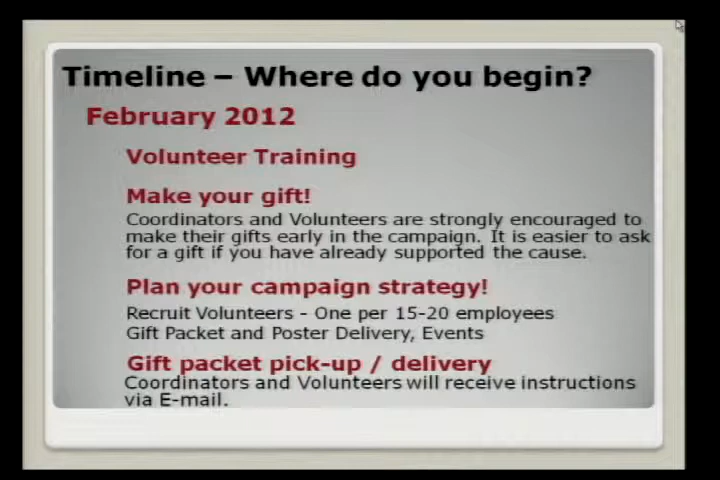 Timeline – Where do you begin?
February 2012
Volunteer Training
Make your gift!
Coordinators and Volunteers are strongly encouraged to
make their gifts early in the campaign. It is easier to ask
for a gift if you have already supported the cause.
Plan your campaign strategy!
Recruit Volunteers - One per 15-20 employees
Gift Packet and Poster Delivery, Events
Gift packet pick-up / delivery
Coordinators and Volunteers will receive instructions
via E-mail.